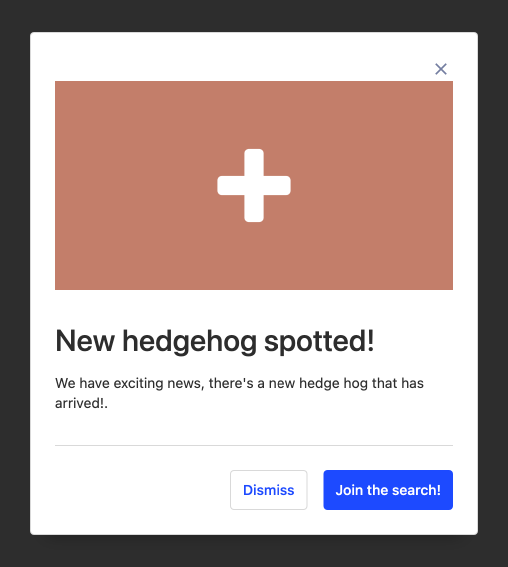 New hedgehog spotted!
We have exciting news, there's a new hedge hog that has
arrived!.
Dismiss
Join the search!